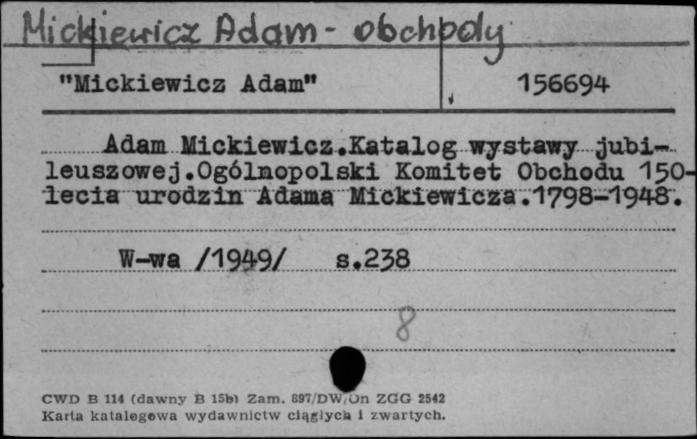 Mickiewicz Adam - obchody
"Mickiewicz Adam" 156694
Adam Mickiewicz.Katalog wystawy jubi-
leuszowej.Ogólnopolski Komitet Obchodu 150-
lecia urodzin Adama Mickiewicza.1798-1948.
W-wa /1949/ s.238
8
CWD B 114 (dawny B 15b) Zam. 897/DW/On ZGG 2542
Karta katalogowa wydawnictw ciągłych i zwartych.